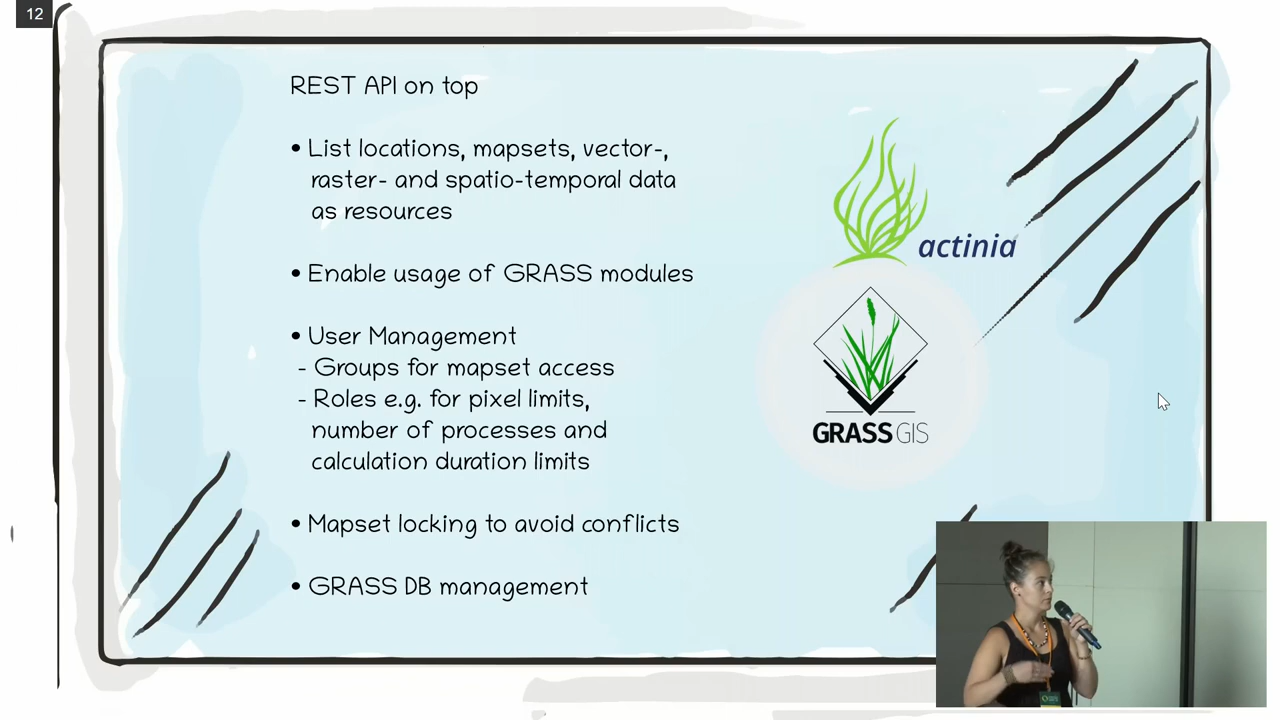 12
REST API on top
• List locations, mapsets, vector-,
raster- and spatio-temporal data
as resources
• Enable usage of GRASS modules
• User Management
- Groups for mapset access
- Roles e.g. for pixel limits,
number of processes and
calculation duration limits
• Mapset locking to avoid conflicts
• GRASS DB management
actinia
GRASS GIS